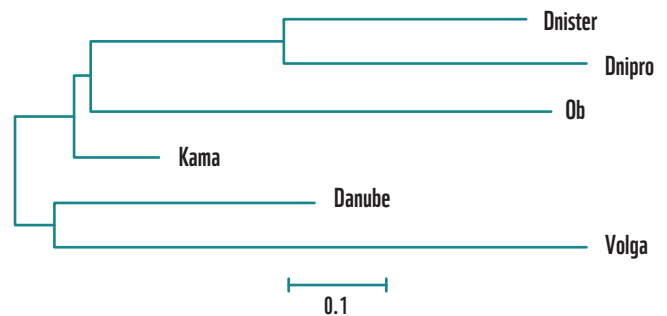 Dnister
Dnipro
Ob
Kama
Danube
Volga
0.1